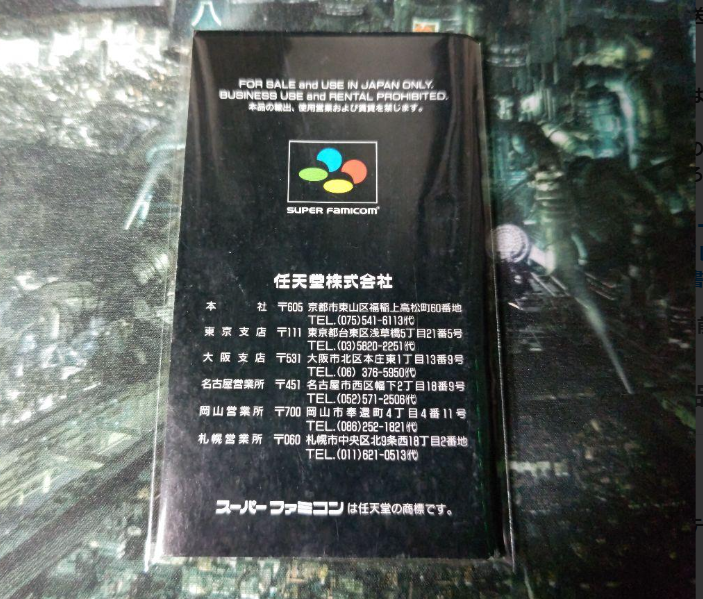 FOR SALE and USE IN JAPAN ONLY.
BUSINESS USE and RENTAL PROHIBITED.
本品の輸出、使用営業および賃貸を禁じます。
SUPER FAMICOM
任天堂株式会社
本社 〒605 京都市東山区福稲上高松町60番地
TEL.(075)541-6113代
東京支店 〒111 東京都台東区浅草橋5丁目21番5号
TEL.(03)5820-2251代
大阪支店 〒531 大阪市北区本庄東1丁目13番9号
TEL.(06) 376-5950代
名古屋営業所 〒451 名古屋市西区幅下2丁目18番9号
TEL.(052)571-2506代
岡山営業所 〒700 岡山市奉還町4丁目4番11号
TEL.(086)252-1821代
札幌営業所 〒060 札幌市中央区北9条西18丁目2番地
TEL.(011)621-0513代
スーパーファミコンは任天堂の商標です。